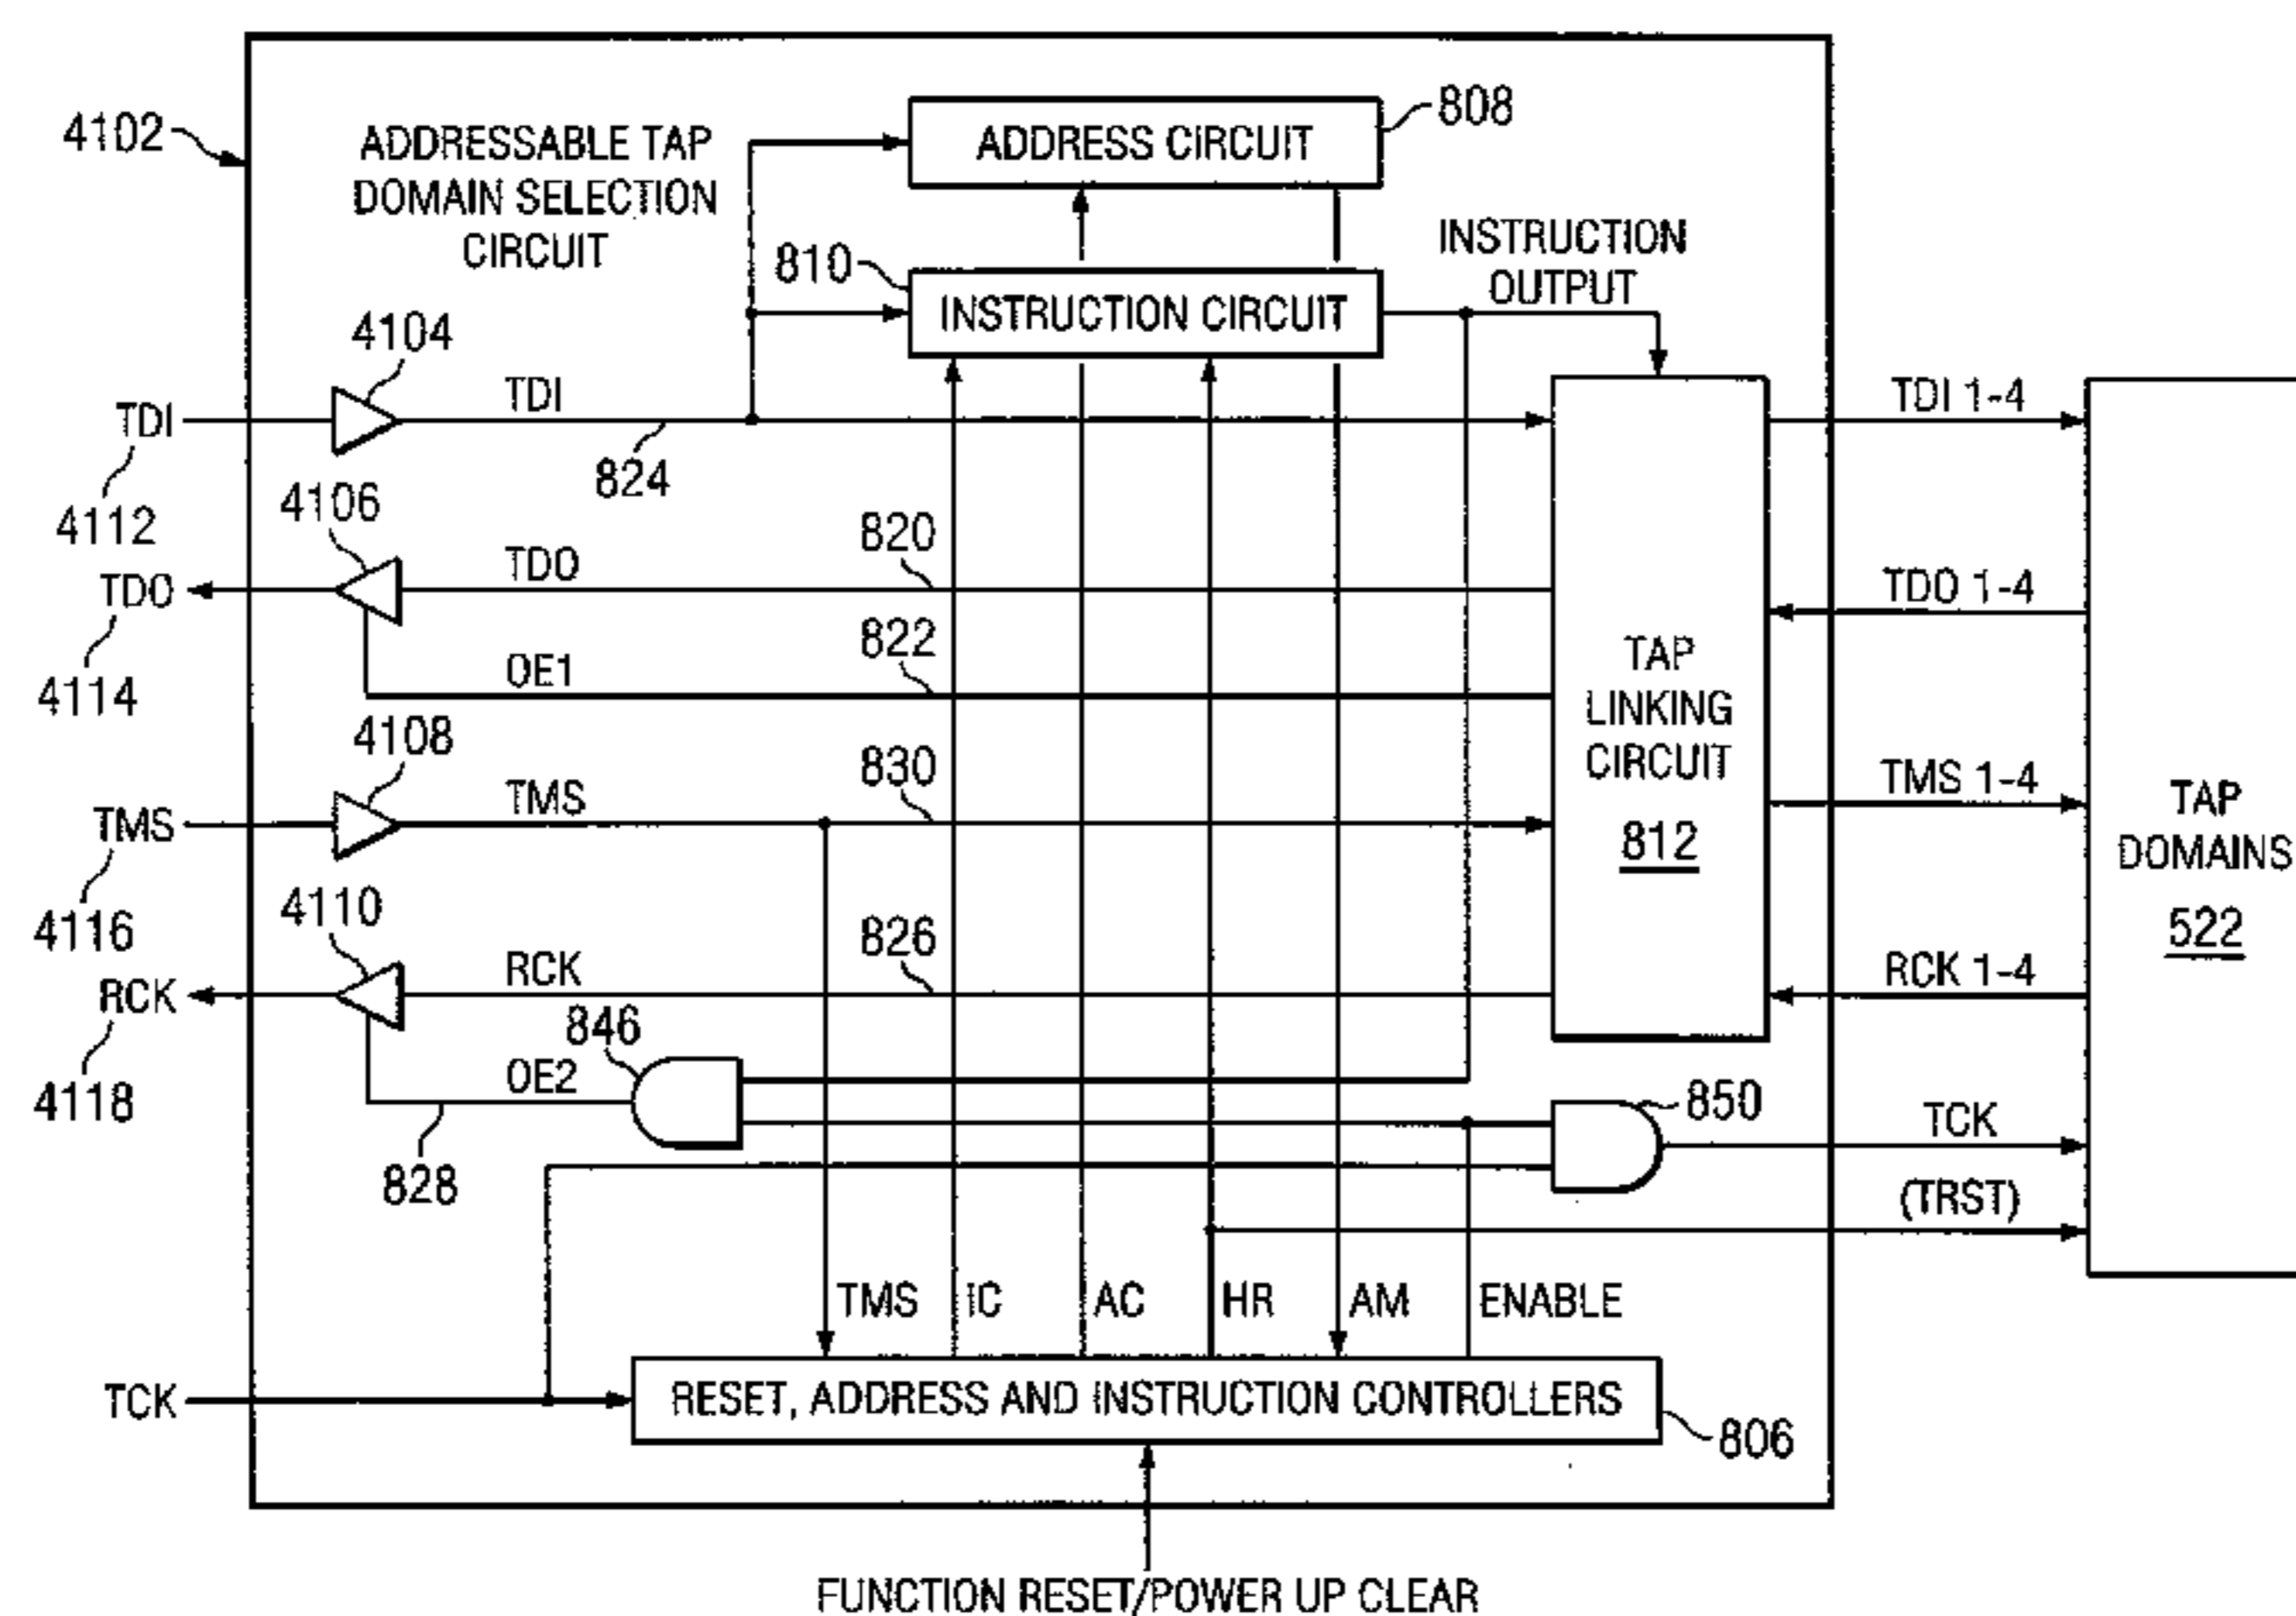 4102
ADDRESSABLE TAP
DOMAIN SELECTION
CIRCUIT
ADDRESS CIRCUIT
808
810
INSTRUCTION CIRCUIT
INSTRUCTION
OUTPUT
4104
TDI
TDI
824
4112
TDI 1-4
4106
TDO
TDO
820
4114
TDO 1-4
OE1
822
TAP
LINKING
CIRCUIT
812
4108
TMS
TMS
830
4116
TMS 1-4
TAP
DOMAINS
522
4110
RCK
RCK
826
4118
RCK 1-4
846
OE2
828
850
TCK
(TRST)
TMS
IC
AC
HR
AM
ENABLE
TCK
RESET, ADDRESS AND INSTRUCTION CONTROLLERS
806
FUNCTION RESET/POWER UP CLEAR